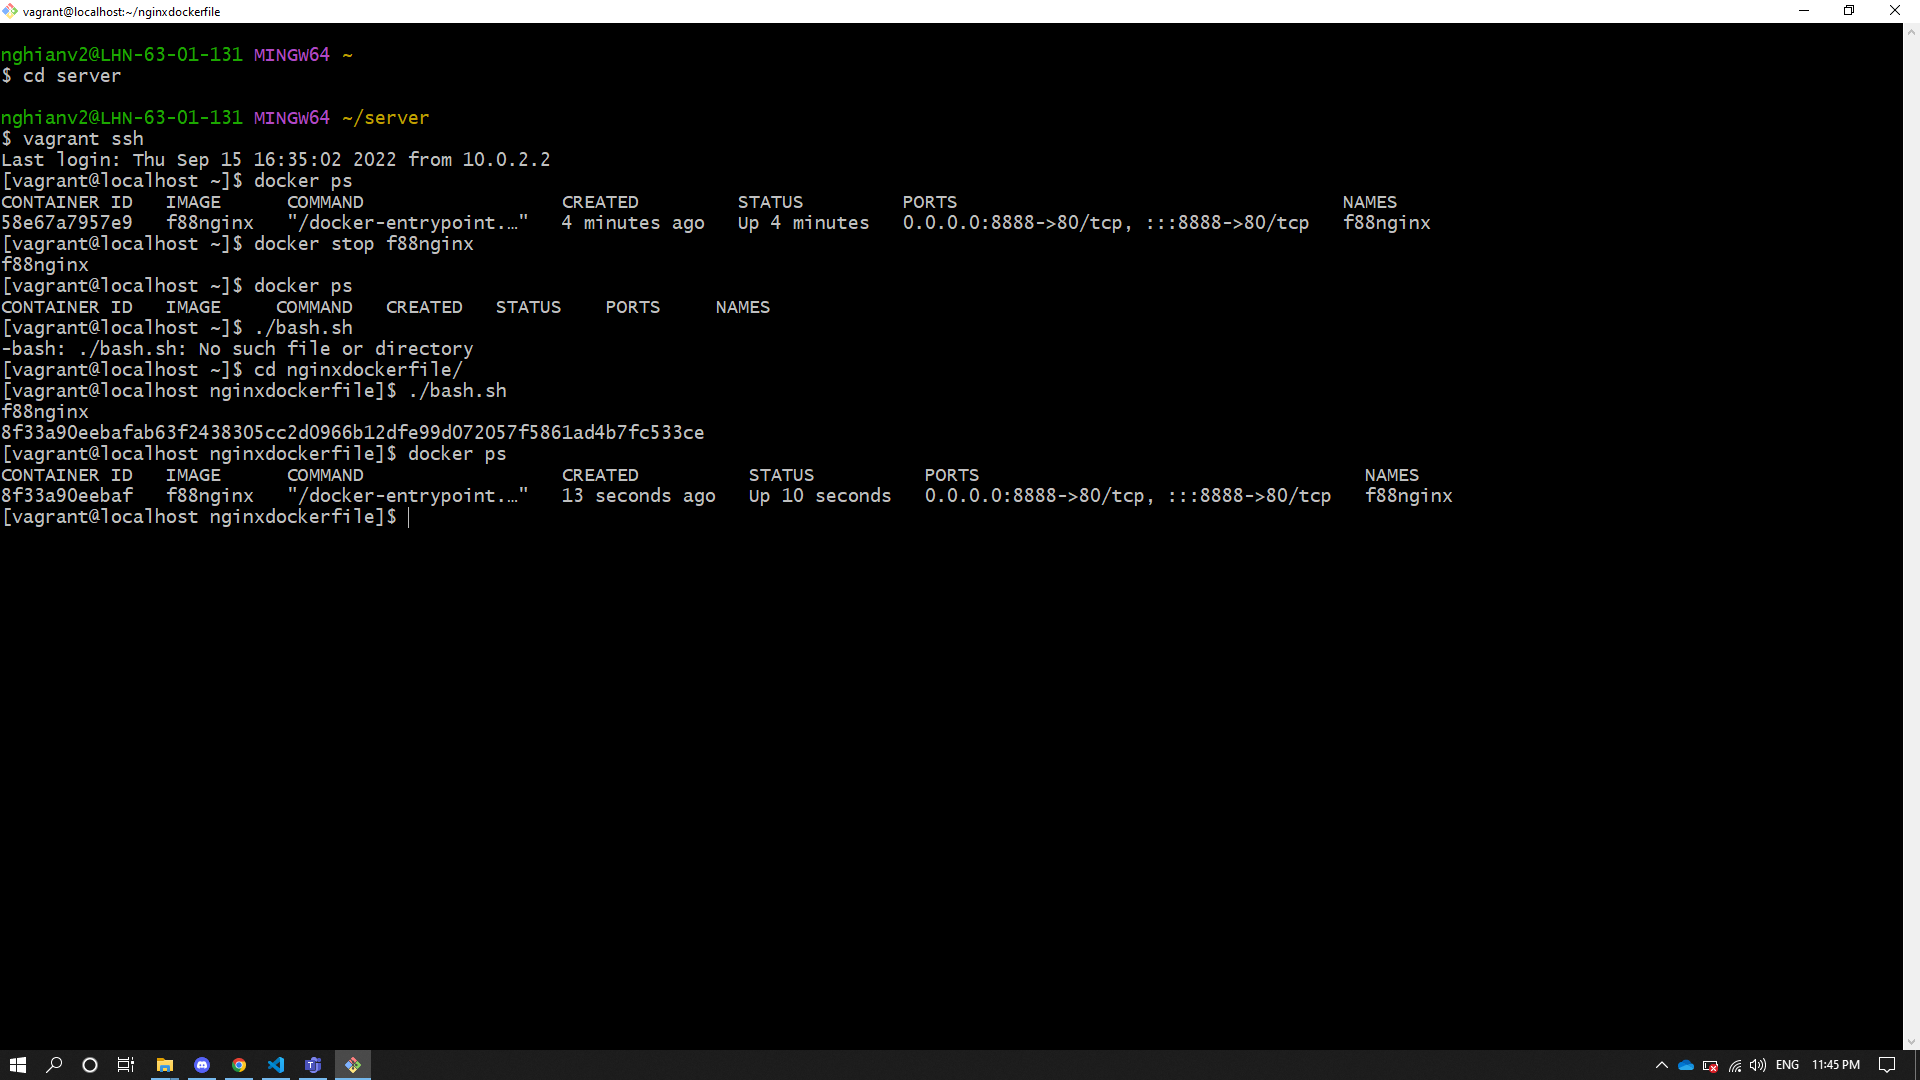 vagrant@localhost:~/nginxdockerfile
nghianv2@LHN-63-01-131 MINGW64 ~
$ cd server
nghianv2@LHN-63-01-131 MINGW64 ~/server
$ vagrant ssh
Last login: Thu Sep 15 16:35:02 2022 from 10.0.2.2
[vagrant@localhost ~]$ docker ps
CONTAINER ID   IMAGE      COMMAND                  CREATED         STATUS         PORTS                                   NAMES
58e67a7957e9   f88nginx   "/docker-entrypoint.…"   4 minutes ago   Up 4 minutes   0.0.0.0:8888->80/tcp, :::8888->80/tcp   f88nginx
[vagrant@localhost ~]$ docker stop f88nginx
f88nginx
[vagrant@localhost ~]$ docker ps
CONTAINER ID   IMAGE     COMMAND   CREATED   STATUS    PORTS     NAMES
[vagrant@localhost ~]$ ./bash.sh
-bash: ./bash.sh: No such file or directory
[vagrant@localhost ~]$ cd nginxdockerfile/
[vagrant@localhost nginxdockerfile]$ ./bash.sh
f88nginx
8f33a90eebafab63f2438305cc2d0966b12dfe99d072057f5861ad4b7fc533ce
[vagrant@localhost nginxdockerfile]$ docker ps
CONTAINER ID   IMAGE      COMMAND                  CREATED          STATUS          PORTS                                   NAMES
8f33a90eebaf   f88nginx   "/docker-entrypoint.…"   13 seconds ago   Up 10 seconds   0.0.0.0:8888->80/tcp, :::8888->80/tcp   f88nginx
[vagrant@localhost nginxdockerfile]$
ENG 11:45 PM